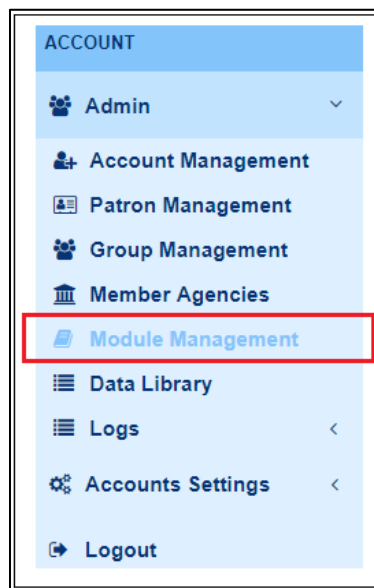 ACCOUNT
Admin
Account Management
Patron Management
Group Management
Member Agencies
Module Management
Data Library
Logs
Accounts Settings
Logout